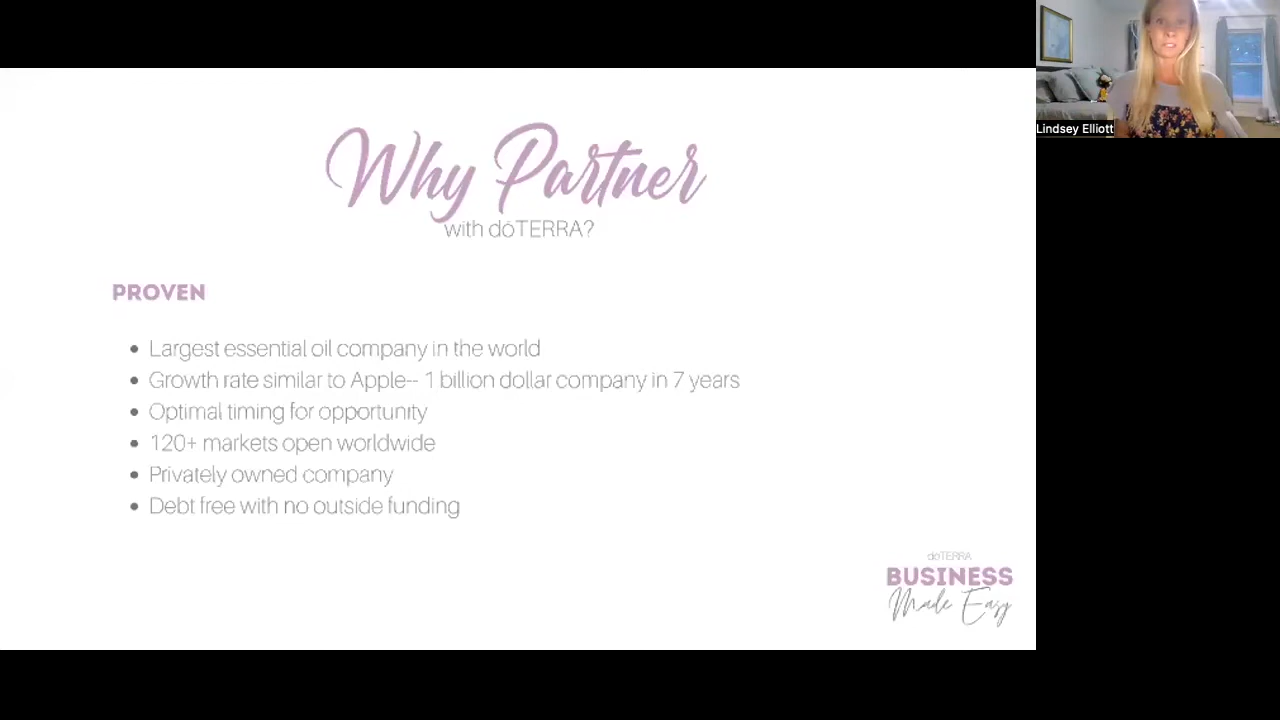 Why Partner
with dōTERRA?
PROVEN
Largest essential oil company in the world
Growth rate similar to Apple-- 1 billion dollar company in 7 years
Optimal timing for opportunity
120+ markets open worldwide
Privately owned company
Debt free with no outside funding
dōTERRA
BUSINESS
Made Easy
Lindsey Elliott